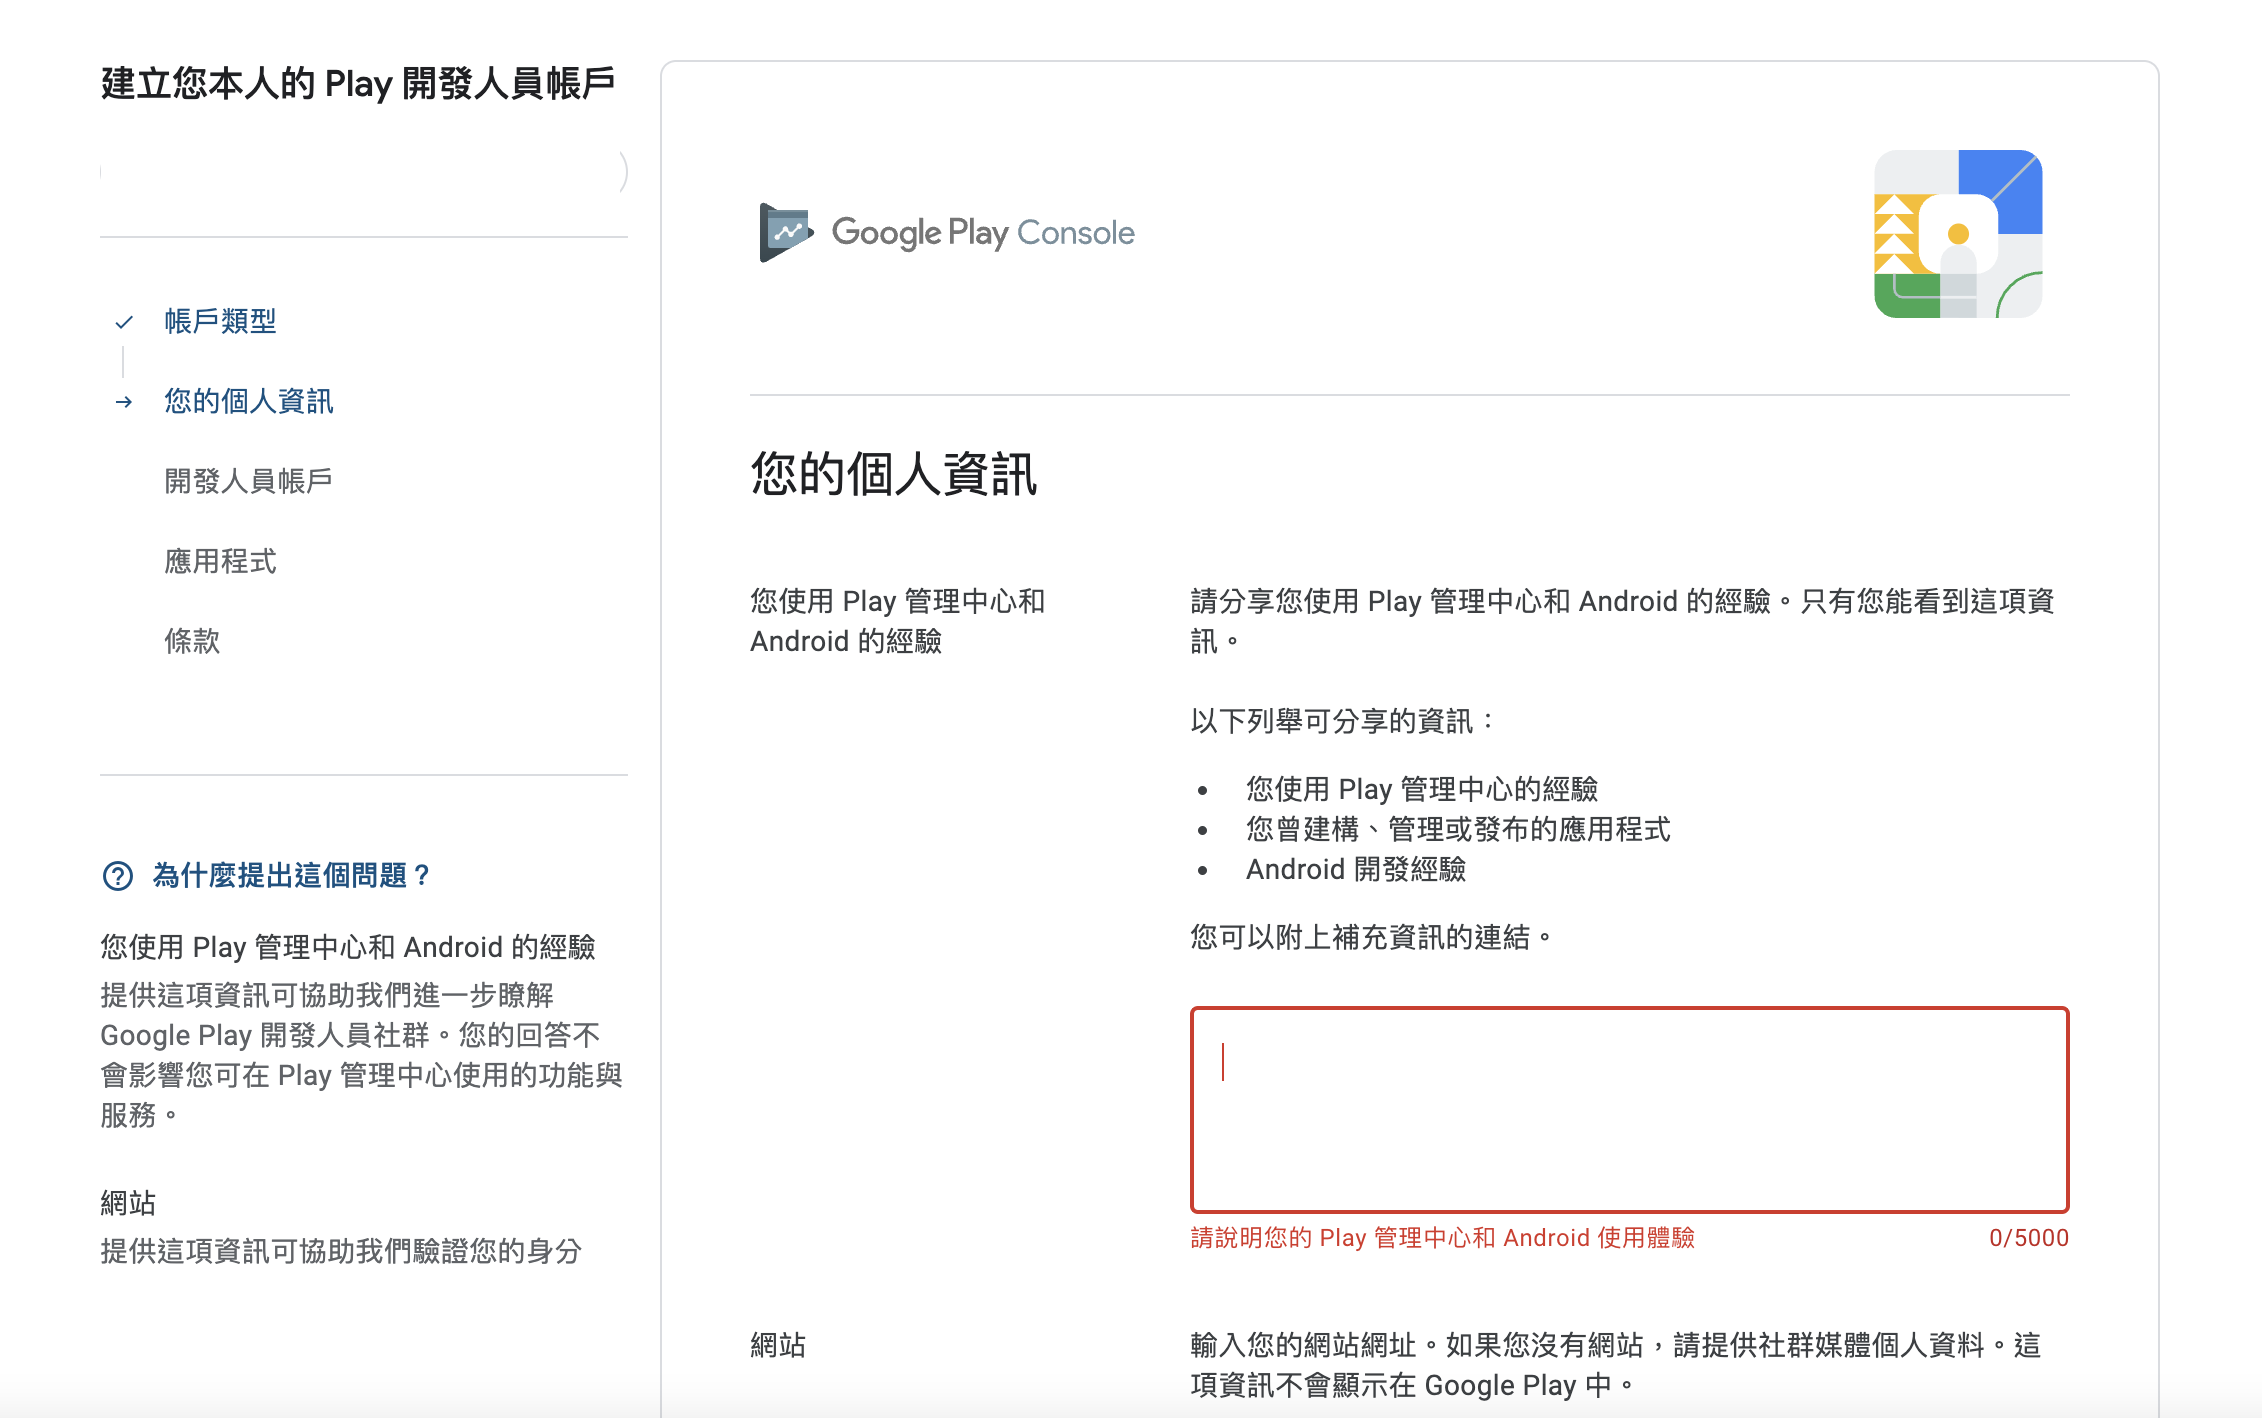 建立您本人的 Play 開發人員帳戶
帳戶類型
您的個人資訊
開發人員帳戶
應用程式
條款
為什麼提出這個問題？
您使用 Play 管理中心和 Android 的經驗
提供這項資訊可協助我們進一步瞭解
Google Play 開發人員社群。您的回答不
會影響您可在 Play 管理中心使用的功能與
服務。
網站
提供這項資訊可協助我們驗證您的身分
Google Play Console
您的個人資訊
您使用 Play 管理中心和
Android 的經驗
請分享您使用 Play 管理中心和 Android 的經驗。只有您能看到這項資
訊。
以下列舉可分享的資訊：
• 您使用 Play 管理中心的經驗
• 您曾建構、管理或發布的應用程式
• Android 開發經驗
您可以附上補充資訊的連結。
請說明您的 Play 管理中心和 Android 使用體驗
0/5000
網站
輸入您的網站網址。如果您沒有網站，請提供社群媒體個人資料。這
項資訊不會顯示在 Google Play 中。